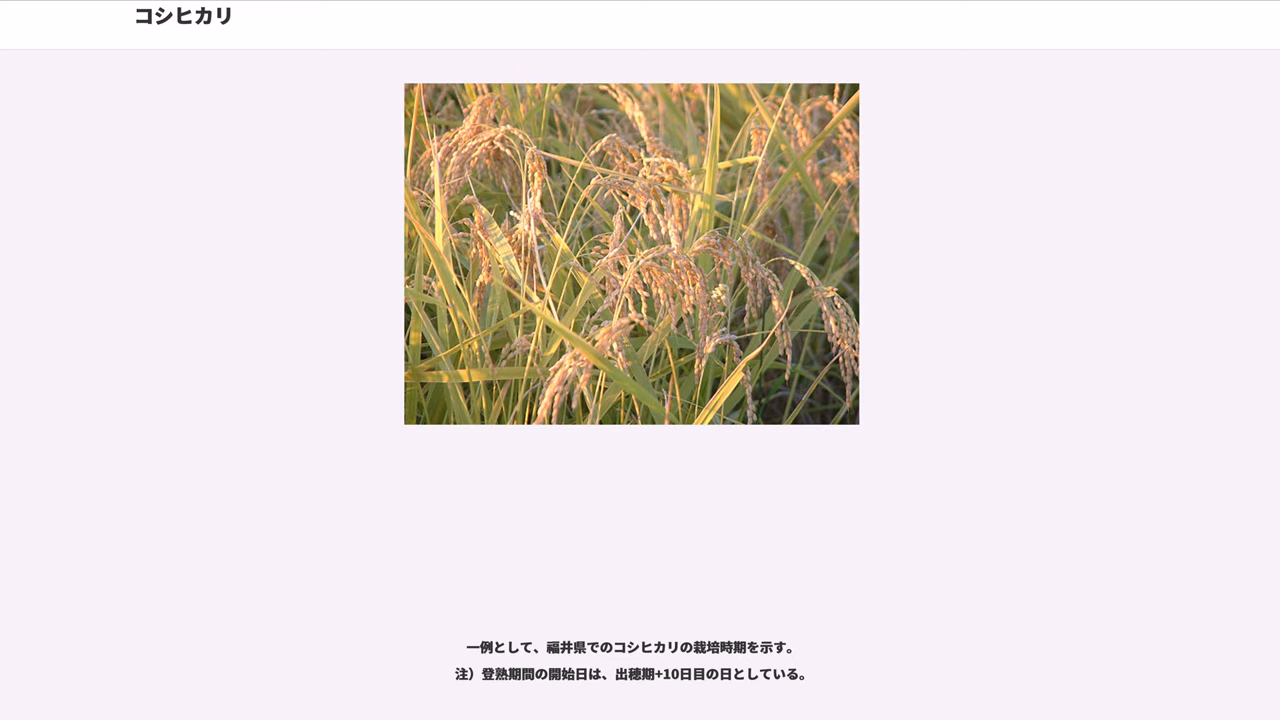 コシヒカリ
一例として、福井県でのコシヒカリの栽培時期を示す。
注）登熟期間の開始日は、出穂期+10日目の日としている。